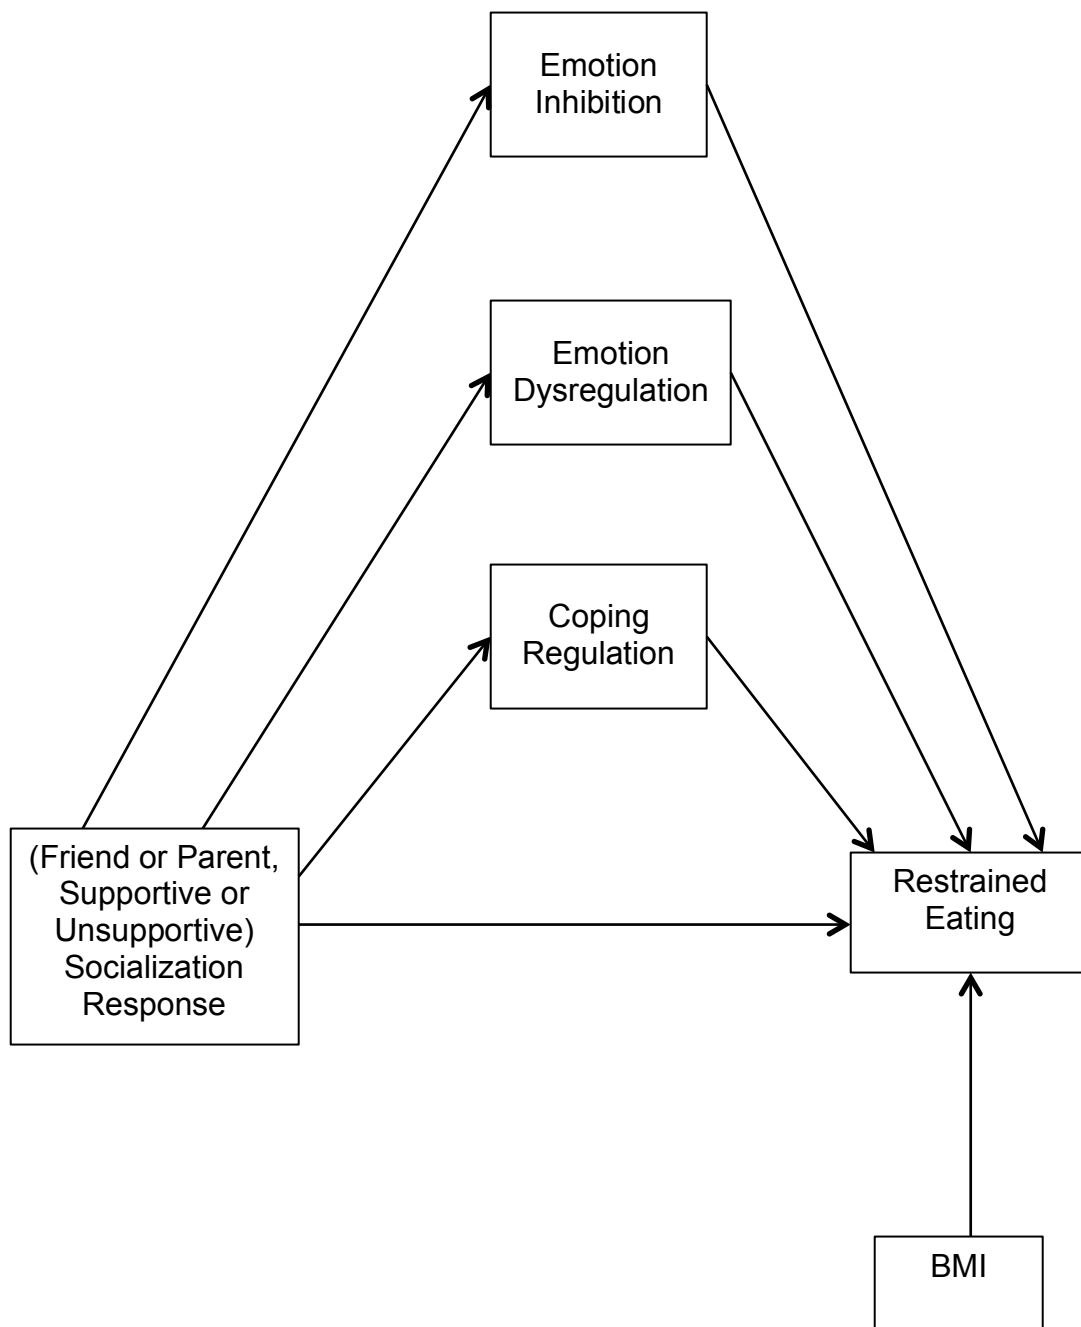 Emotion
Inhibition
Emotion
Dysregulation
Coping
Regulation
(Friend or Parent,
Supportive or
Unsupportive)
Socialization
Response
Restrained
Eating
BMI